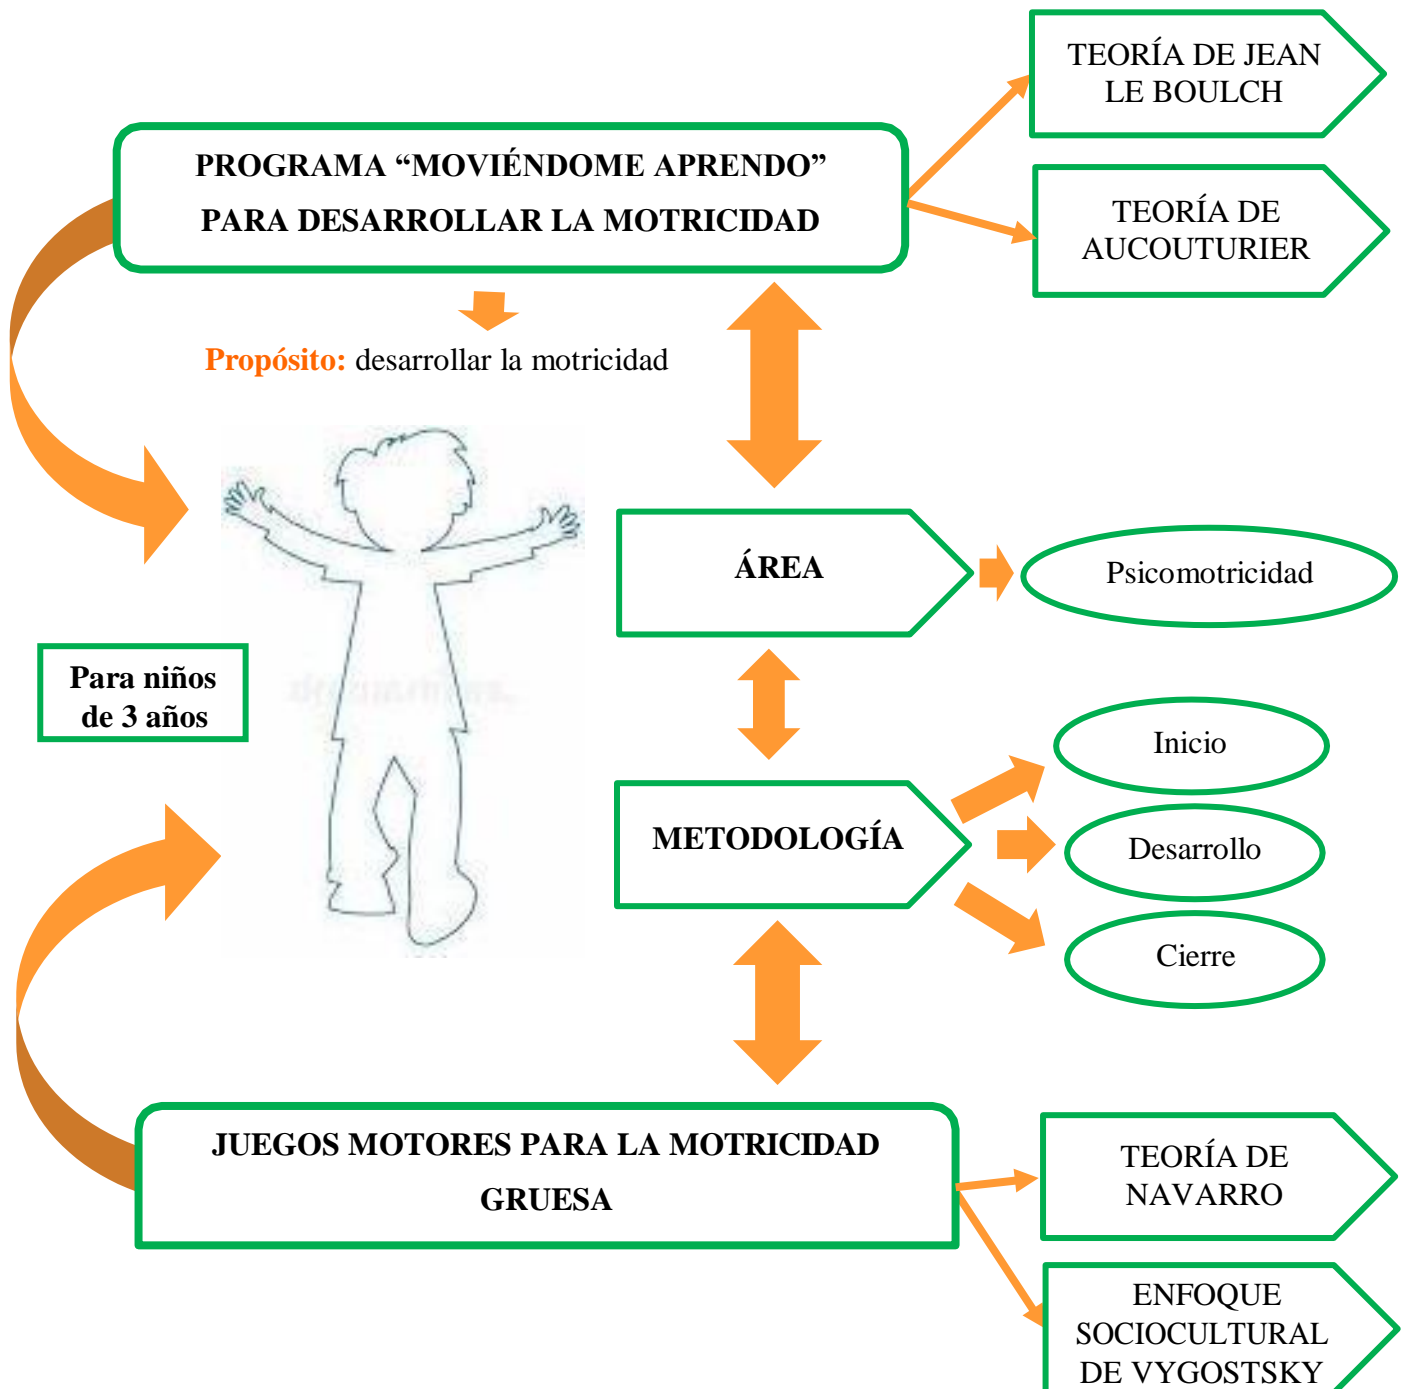 TEORÍA DE JEAN
LE BOULCH
PROGRAMA “MOVIÉNDOME APRENDO”
PARA DESARROLLAR LA MOTRICIDAD
TEORÍA DE
AUCOUTURIER
Propósito: desarrollar la motricidad
ÁREA
Psicomotricidad
Para niños
de 3 años
Inicio
METODOLOGÍA
Desarrollo
Cierre
JUEGOS MOTORES PARA LA MOTRICIDAD
GRUESA
TEORÍA DE
NAVARRO
ENFOQUE
SOCIOCULTURAL
DE VYGOSTSKY